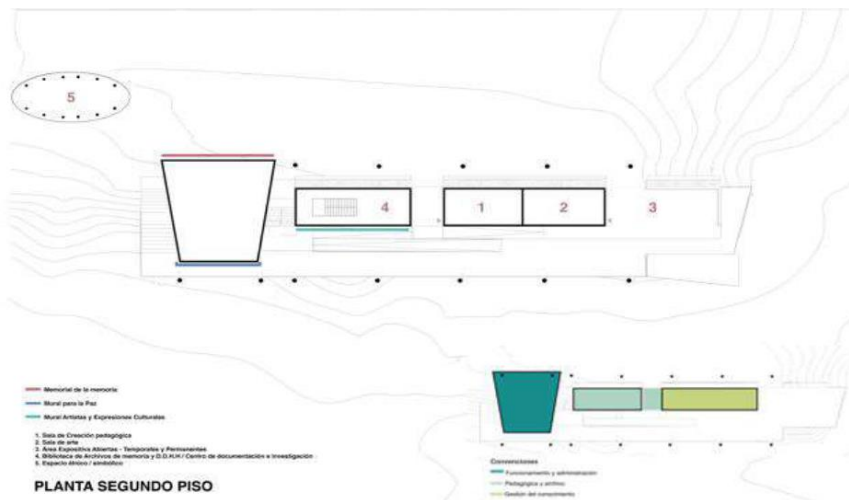 5
4
1
2
3
Memorial de la memoria
Mural para la Paz
Mural Artistas y Expresiones Culturales
1. Sala de Creación pedagógica
2. Sala de arte
3. Área Expositiva Abiertas - Temporales y Permanentes
4. Biblioteca de Archivos de memoria y D.D.H.H / Centro de documentación e investigación
5. Espacio étnico / simbólico
PLANTA SEGUNDO PISO
Convenciones
Funcionamiento y administración
Pedagógica y archivo
Gestión del conocimiento